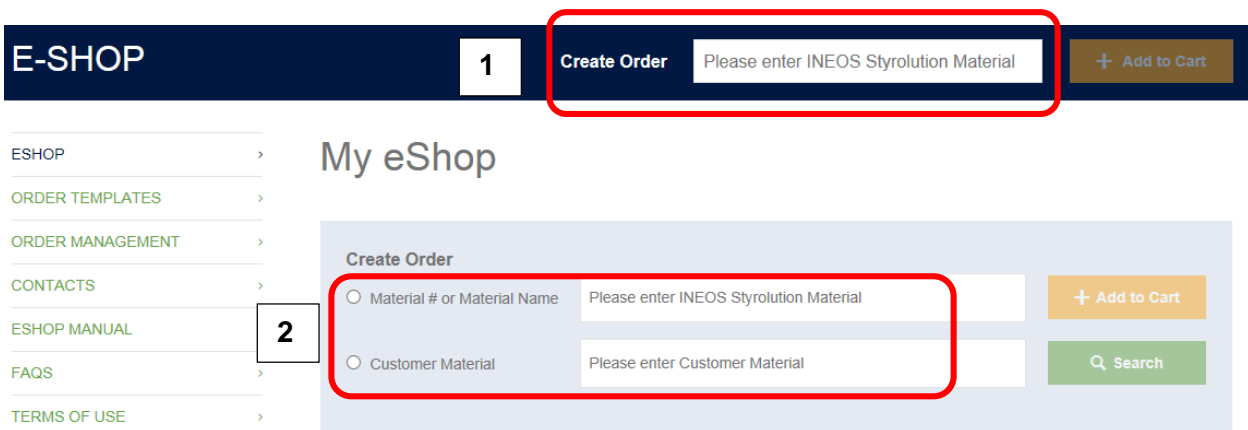 E-SHOP
1
Create Order
Please enter INEOS Styrolution Material
+ Add to Cart
ESHOP
ORDER TEMPLATES
ORDER MANAGEMENT
CONTACTS
ESHOP MANUAL
FAQS
TERMS OF USE
My eShop
Create Order
2
Material # or Material Name
Please enter INEOS Styrolution Material
+ Add to Cart
Customer Material
Please enter Customer Material
Search